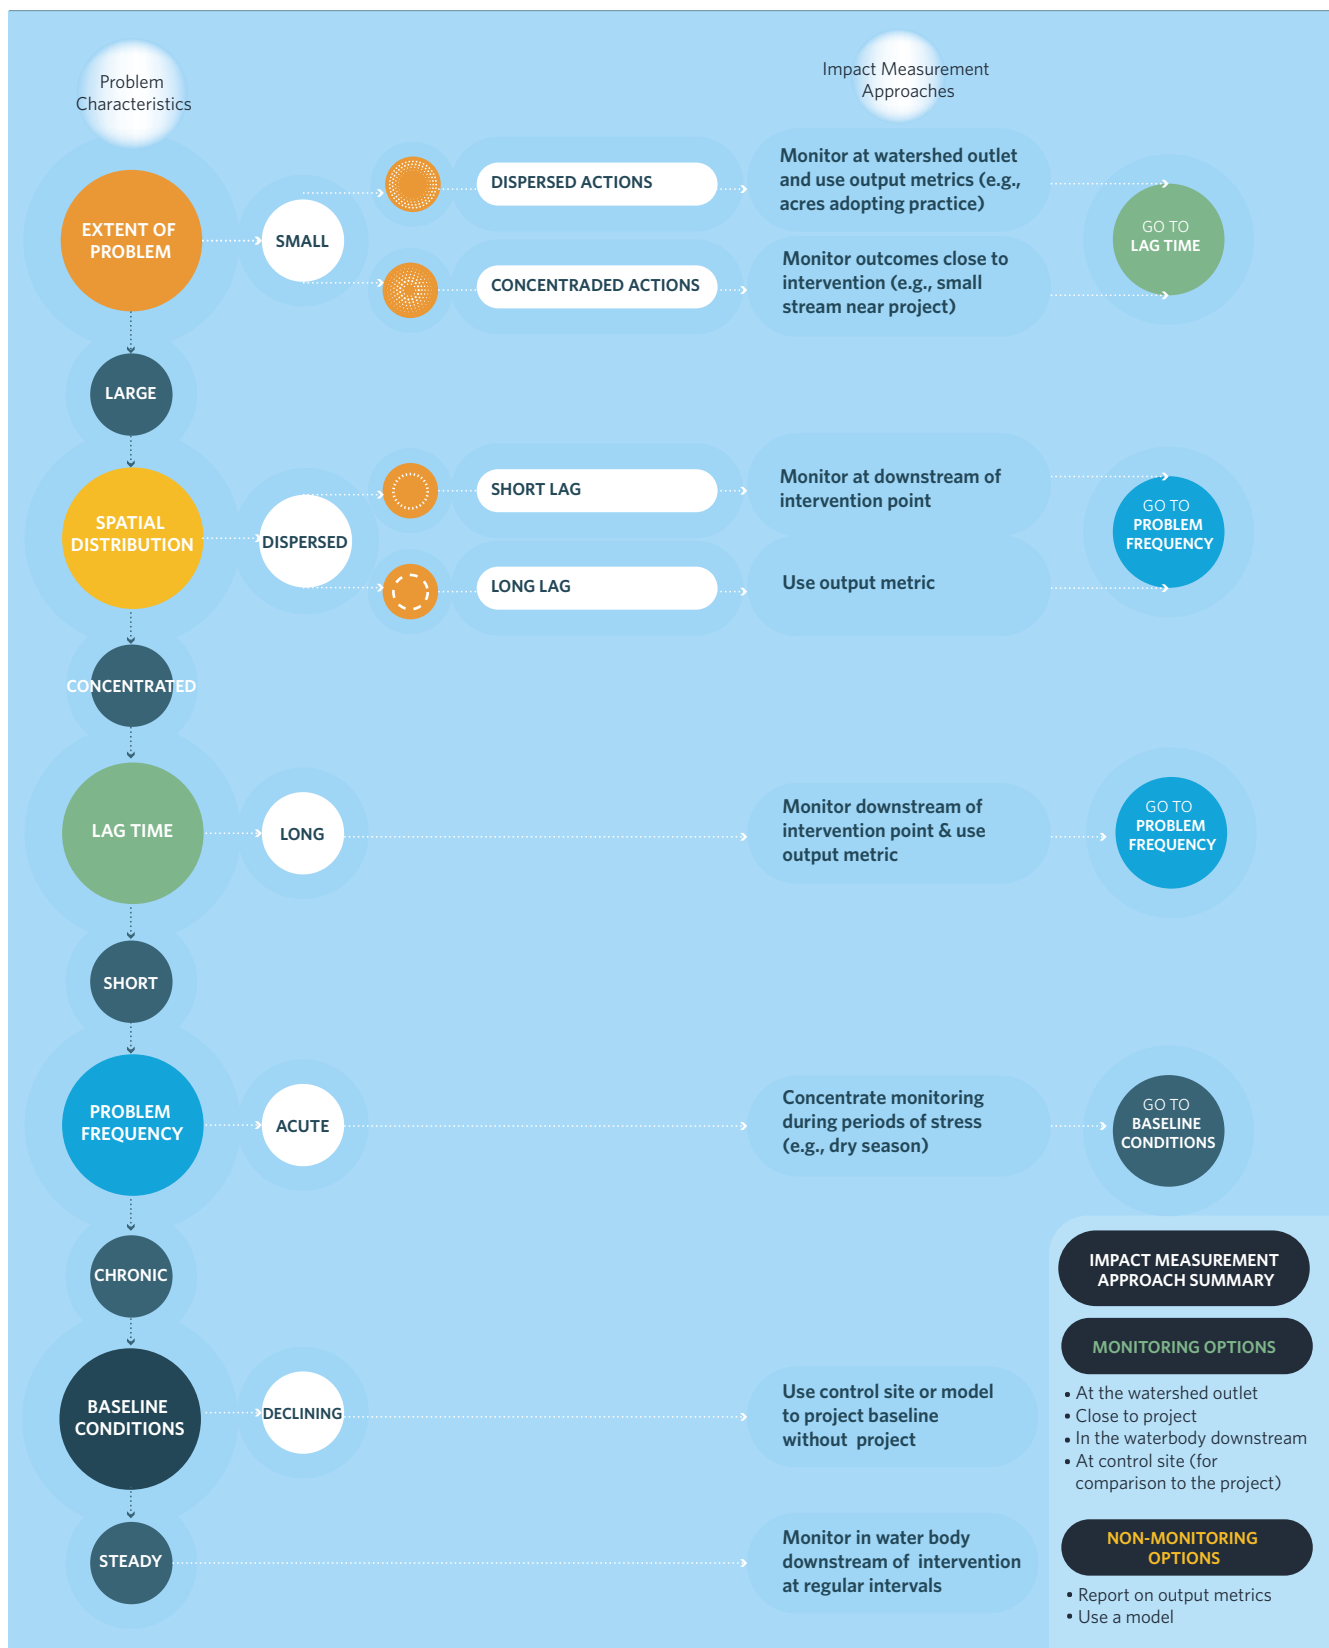 Problem
Characteristics
Impact Measurement
Approaches
EXTENT OF
PROBLEM
SMALL
DISPERSED ACTIONS
Monitor at watershed outlet
and use output metrics (e.g.,
acres adopting practice)
CONCENTRADED ACTIONS
Monitor outcomes close to
intervention (e.g., small
stream near project)
GO TO
LAG TIME
LARGE
SPATIAL
DISTRIBUTION
DISPERSED
SHORT LAG
Monitor at downstream of
intervention point
LONG LAG
Use output metric
GO TO
PROBLEM
FREQUENCY
CONCENTRATED
LAG TIME
LONG
Monitor downstream of
intervention point & use
output metric
GO TO
PROBLEM
FREQUENCY
SHORT
PROBLEM
FREQUENCY
ACUTE
Concentrate monitoring
during periods of stress
(e.g., dry season)
GO TO
BASELINE
CONDITIONS
CHRONIC
BASELINE
CONDITIONS
DECLINING
Use control site or model
to project baseline
without project
STEADY
Monitor in water body
downstream of intervention
at regular intervals
IMPACT MEASUREMENT
APPROACH SUMMARY
MONITORING OPTIONS
• At the watershed outlet
• Close to project
• In the waterbody downstream
• At control site (for
comparison to the project)
NON-MONITORING
OPTIONS
• Report on output metrics
• Use a model